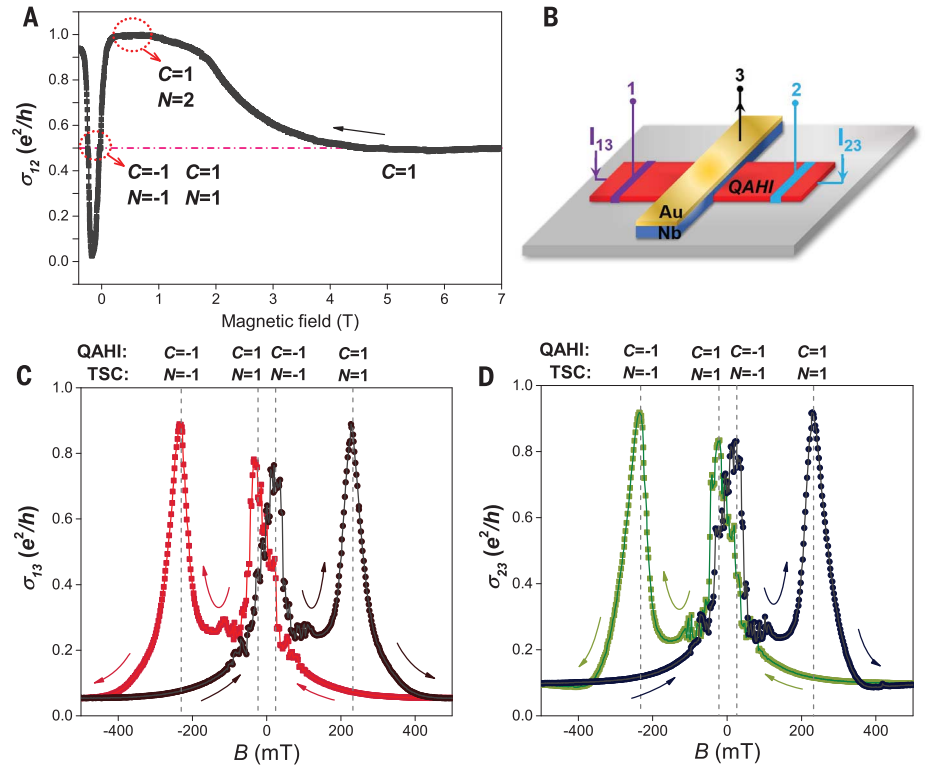 A
1.0
0.8
0.6
0.4
0.2
0.0
σ12 (e²/h)
C=1
N=2
C=-1 C=1
N=-1 N=1
C=1
0 1 2 3 4 5 6 7
Magnetic field (T)
B
1
3
2
I13
I23
QAHI
Au
Nb
C
QAHI: C=-1 C=1 C=-1 C=1
TSC: N=-1 N=1 N=-1 N=1
1.0
0.8
0.6
0.4
0.2
0.0
σ13 (e²/h)
-400 -200 0 200 400
B (mT)
D
QAHI: C=-1 C=1 C=-1 C=1
TSC: N=-1 N=1 N=-1 N=1
1.0
0.8
0.6
0.4
0.2
0.0
σ23 (e²/h)
-400 -200 0 200 400
B (mT)